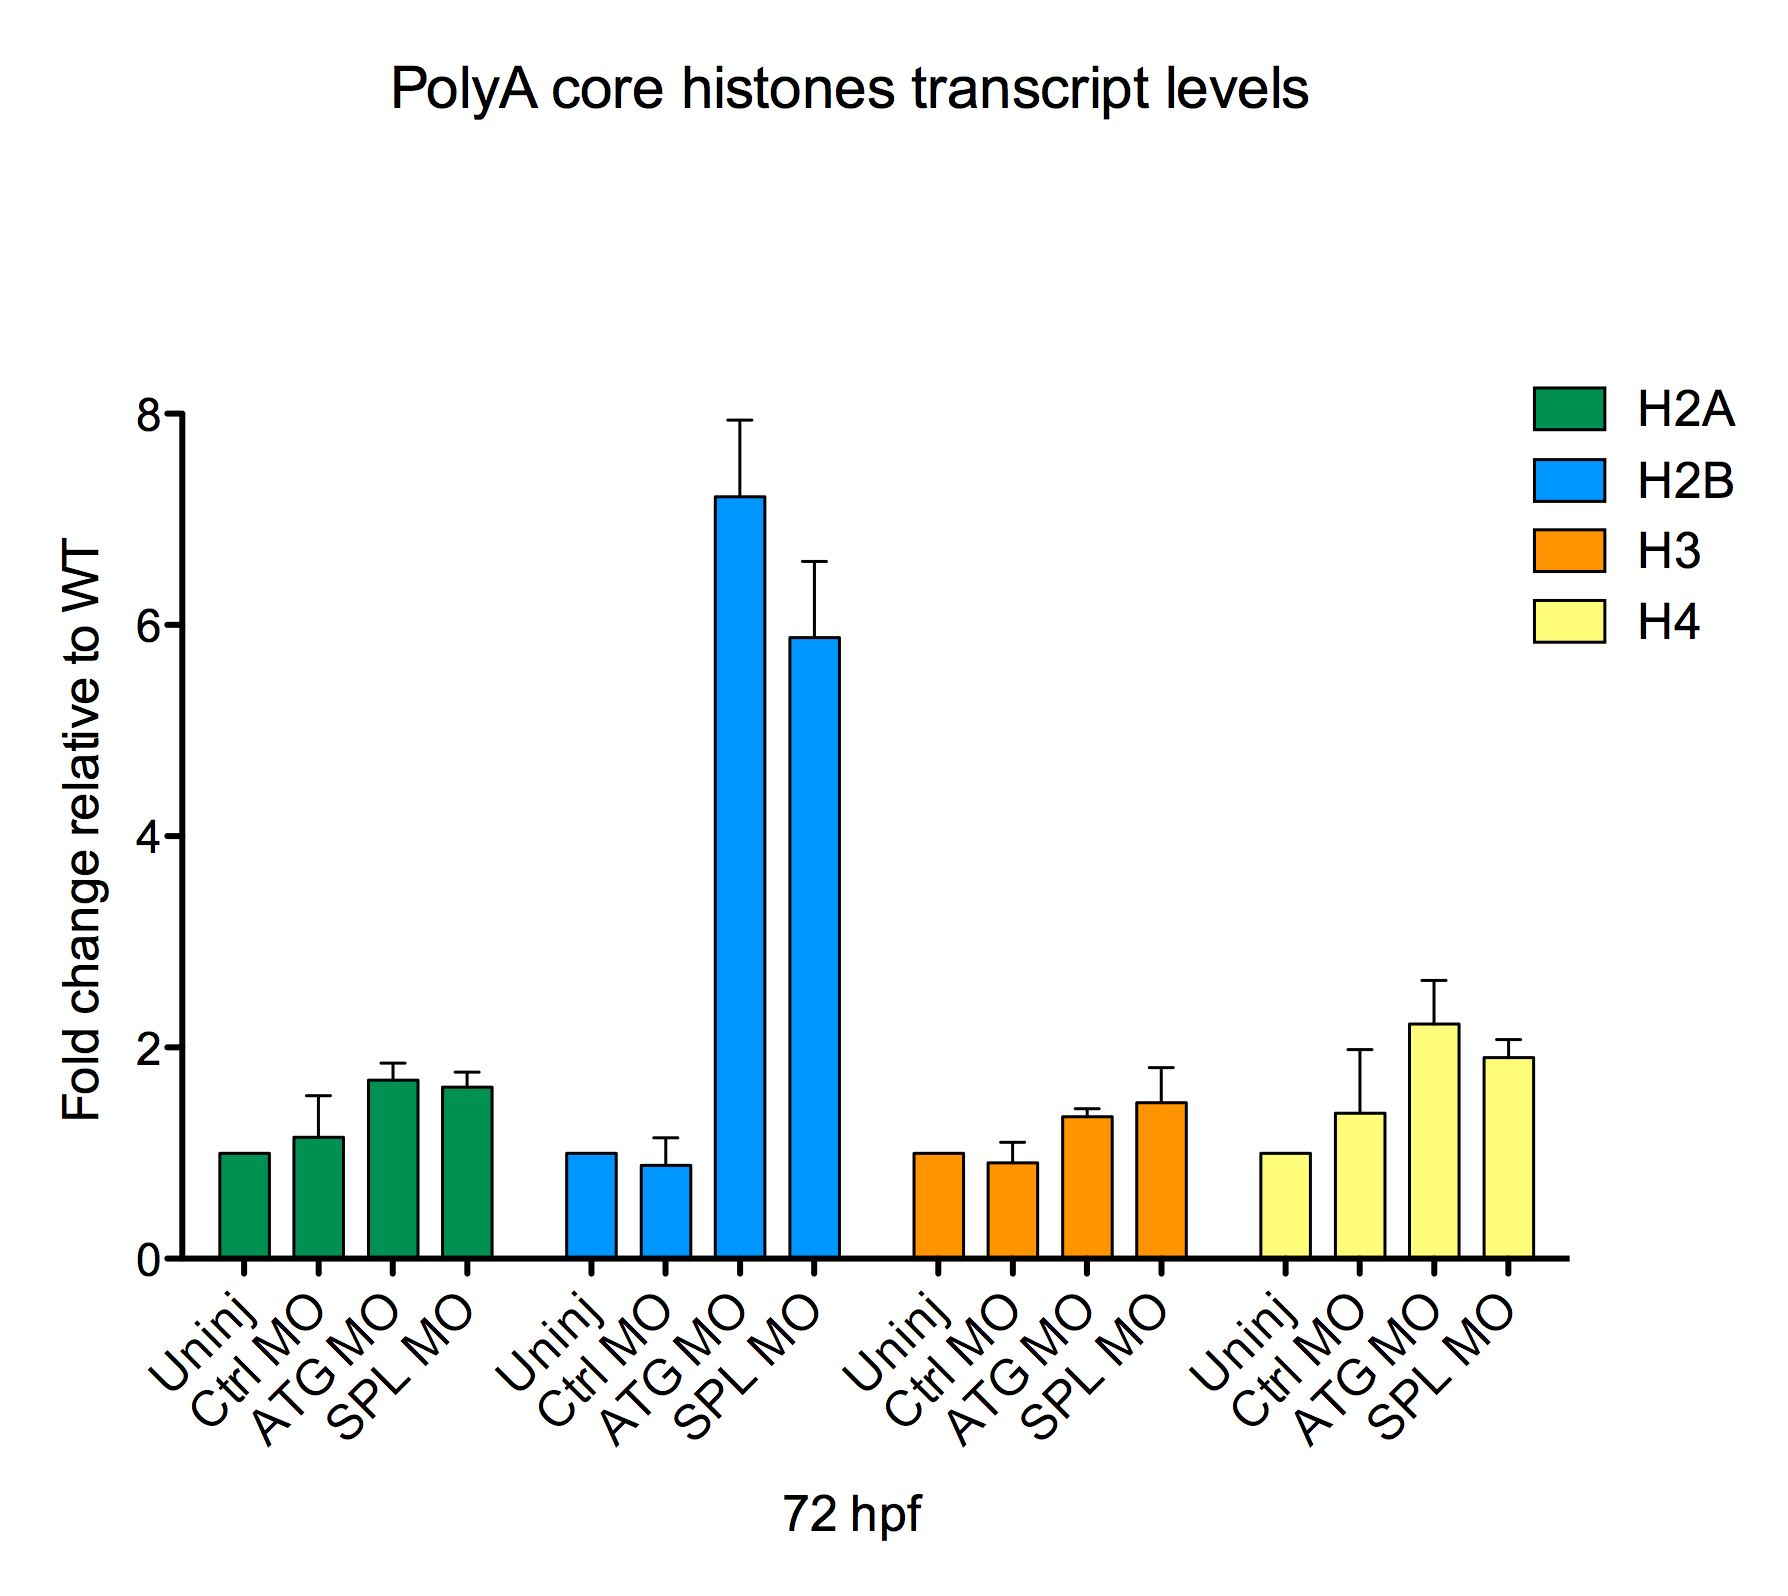 PolyA core histones transcript levels
Fold change relative to WT
8
6
4
2
0
H2A
H2B
H3
H4
Uninj
Ctrl MO
ATG MO
SPL MO
Uninj
Ctrl MO
ATG MO
SPL MO
Uninj
Ctrl MO
ATG MO
SPL MO
Uninj
Ctrl MO
ATG MO
SPL MO
72 hpf